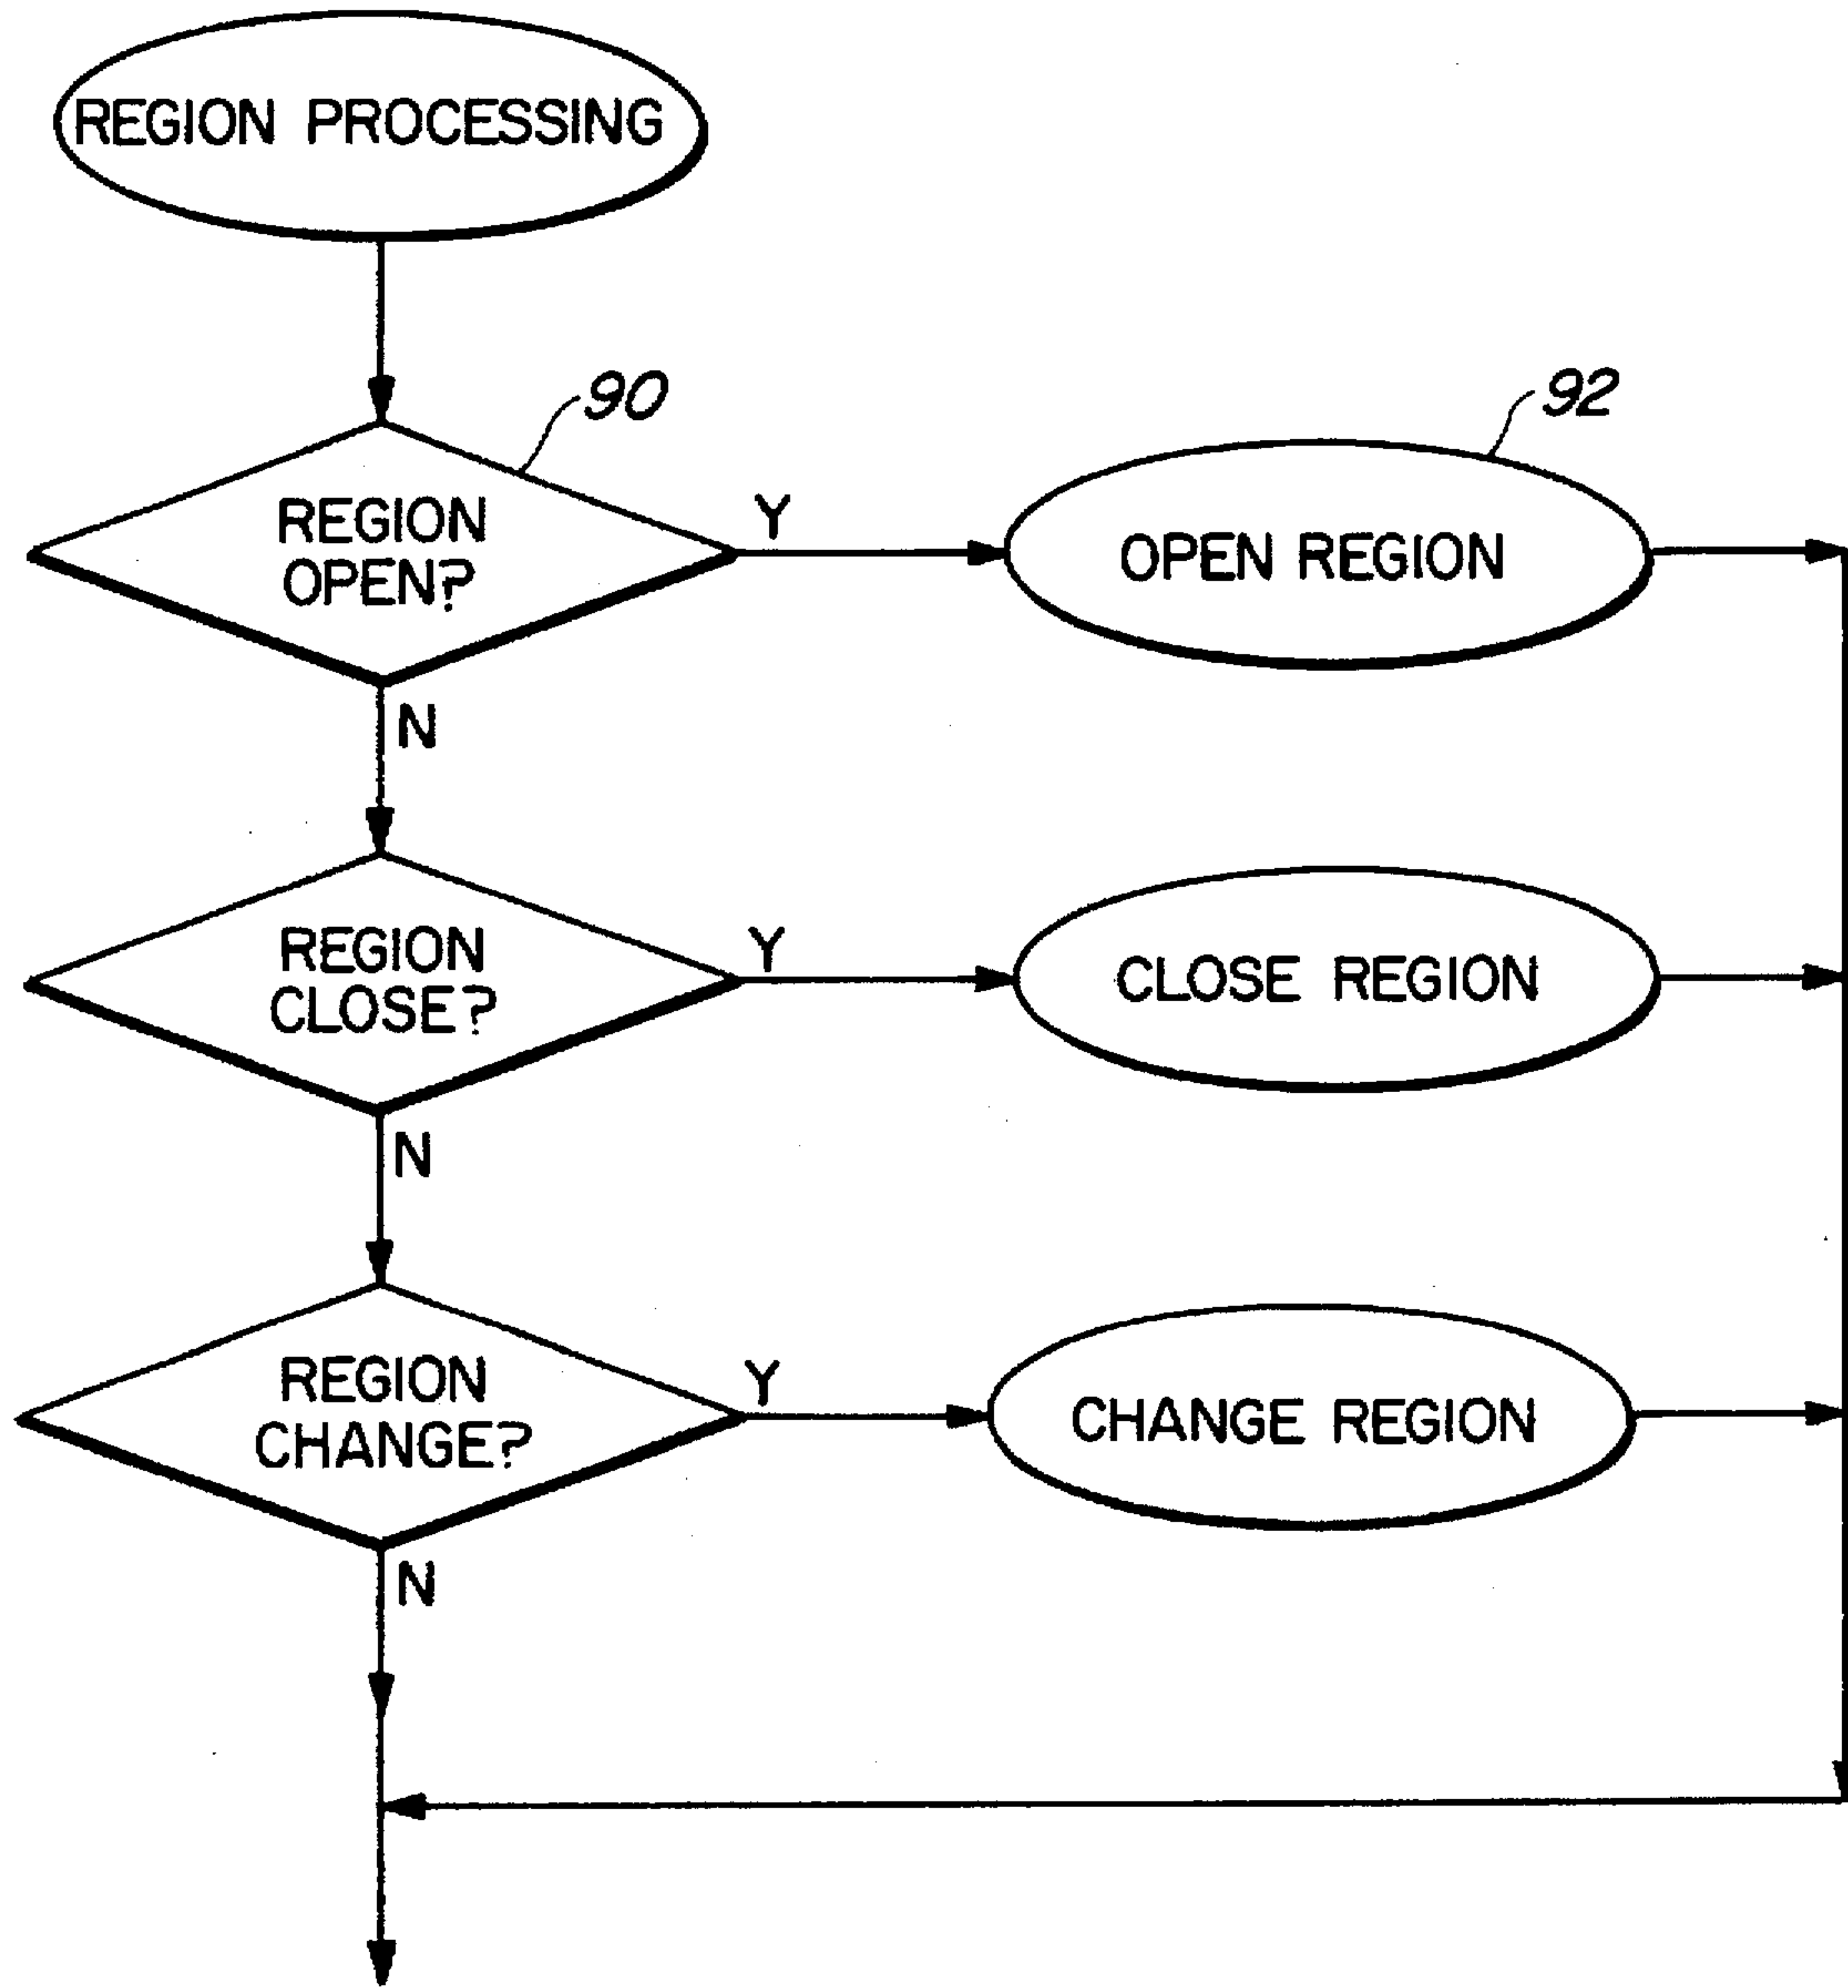 REGION PROCESSING
90
92
REGION
OPEN?
Y
OPEN REGION
N
REGION
CLOSE?
Y
CLOSE REGION
N
REGION
CHANGE?
Y
CHANGE REGION
N